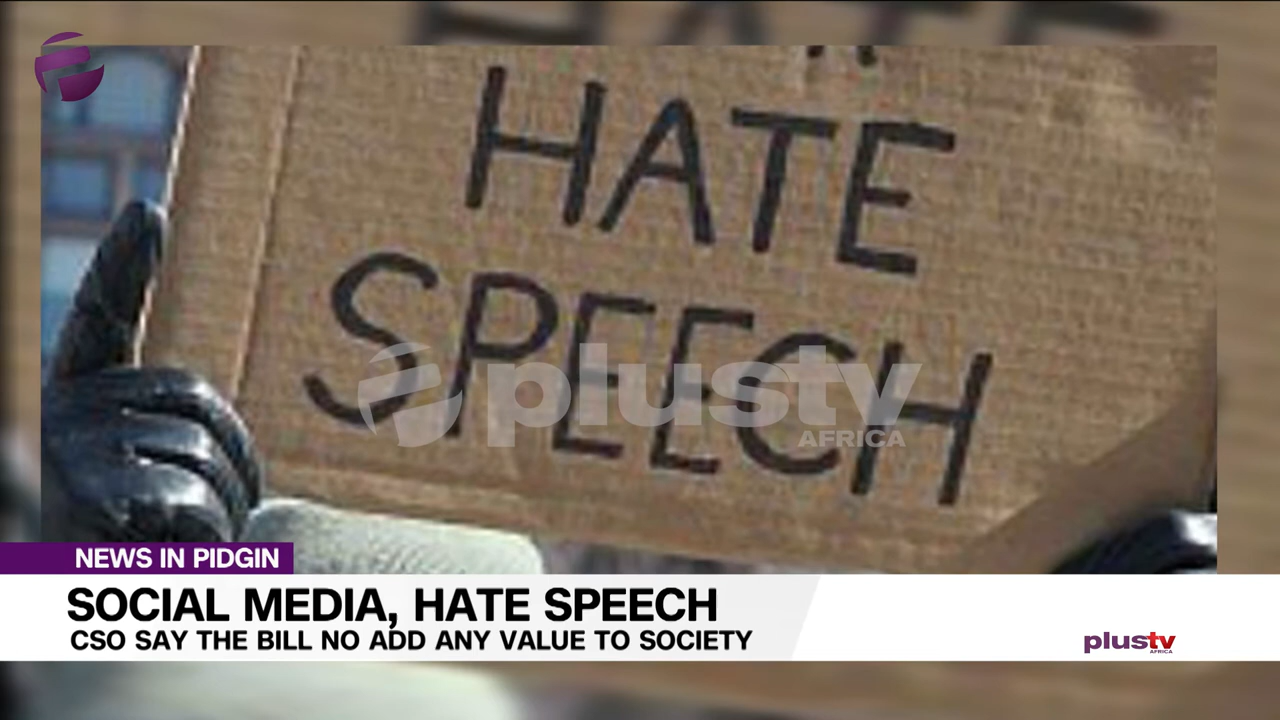 HATE
SPEECH
plustv
AFRICA
NEWS IN PIDGIN
SOCIAL MEDIA, HATE SPEECH
CSO SAY THE BILL NO ADD ANY VALUE TO SOCIETY
plustv
AFRICA